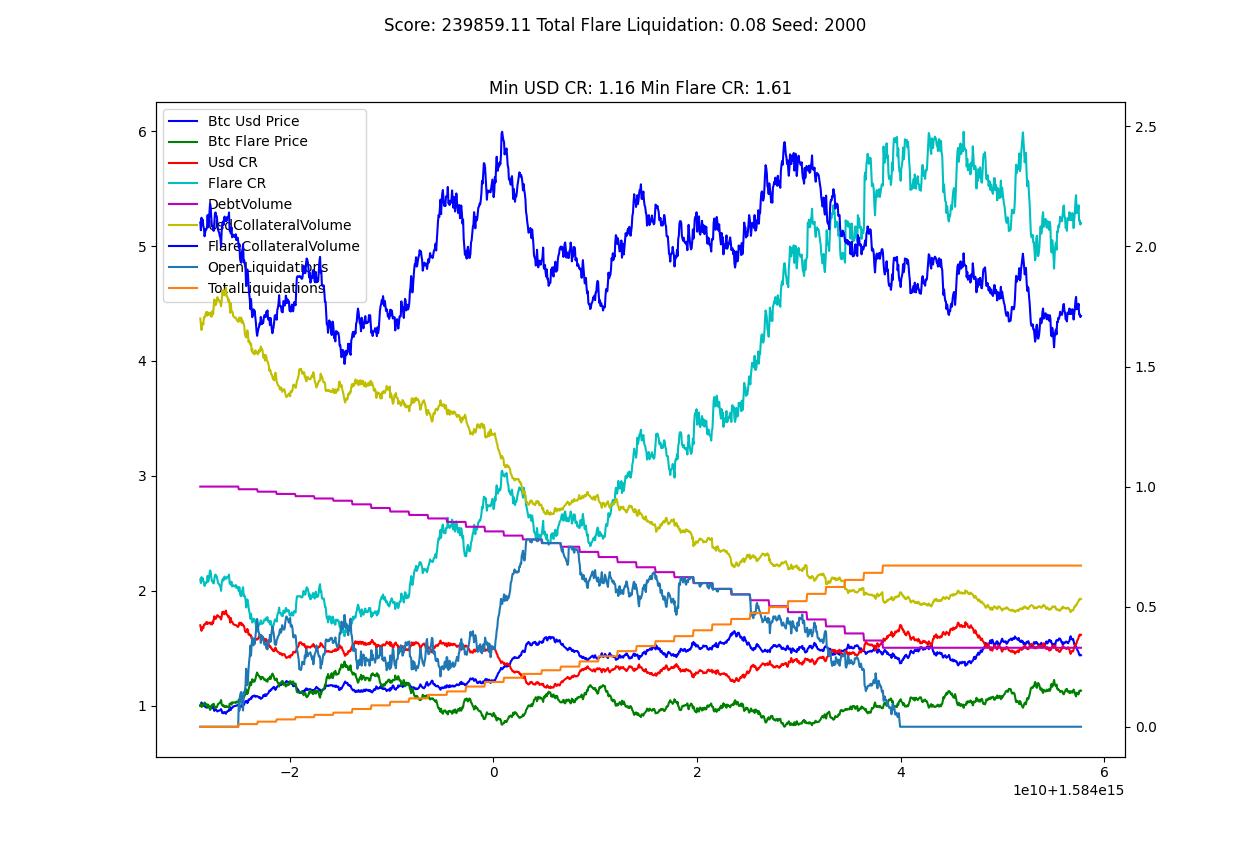 Score: 239859.11 Total Flare Liquidation: 0.08 Seed: 2000
Min USD CR: 1.16 Min Flare CR: 1.61
Btc Usd Price
Btc Flare Price
Usd CR
Flare CR
DebtVolume
UsdCollateralVolume
FlareCollateralVolume
OpenLiquidations
TotalLiquidations
6
5
4
3
2
1
2.5
2.0
1.5
1.0
0.5
0.0
−2
0
2
4
6
1e10+1.584e15